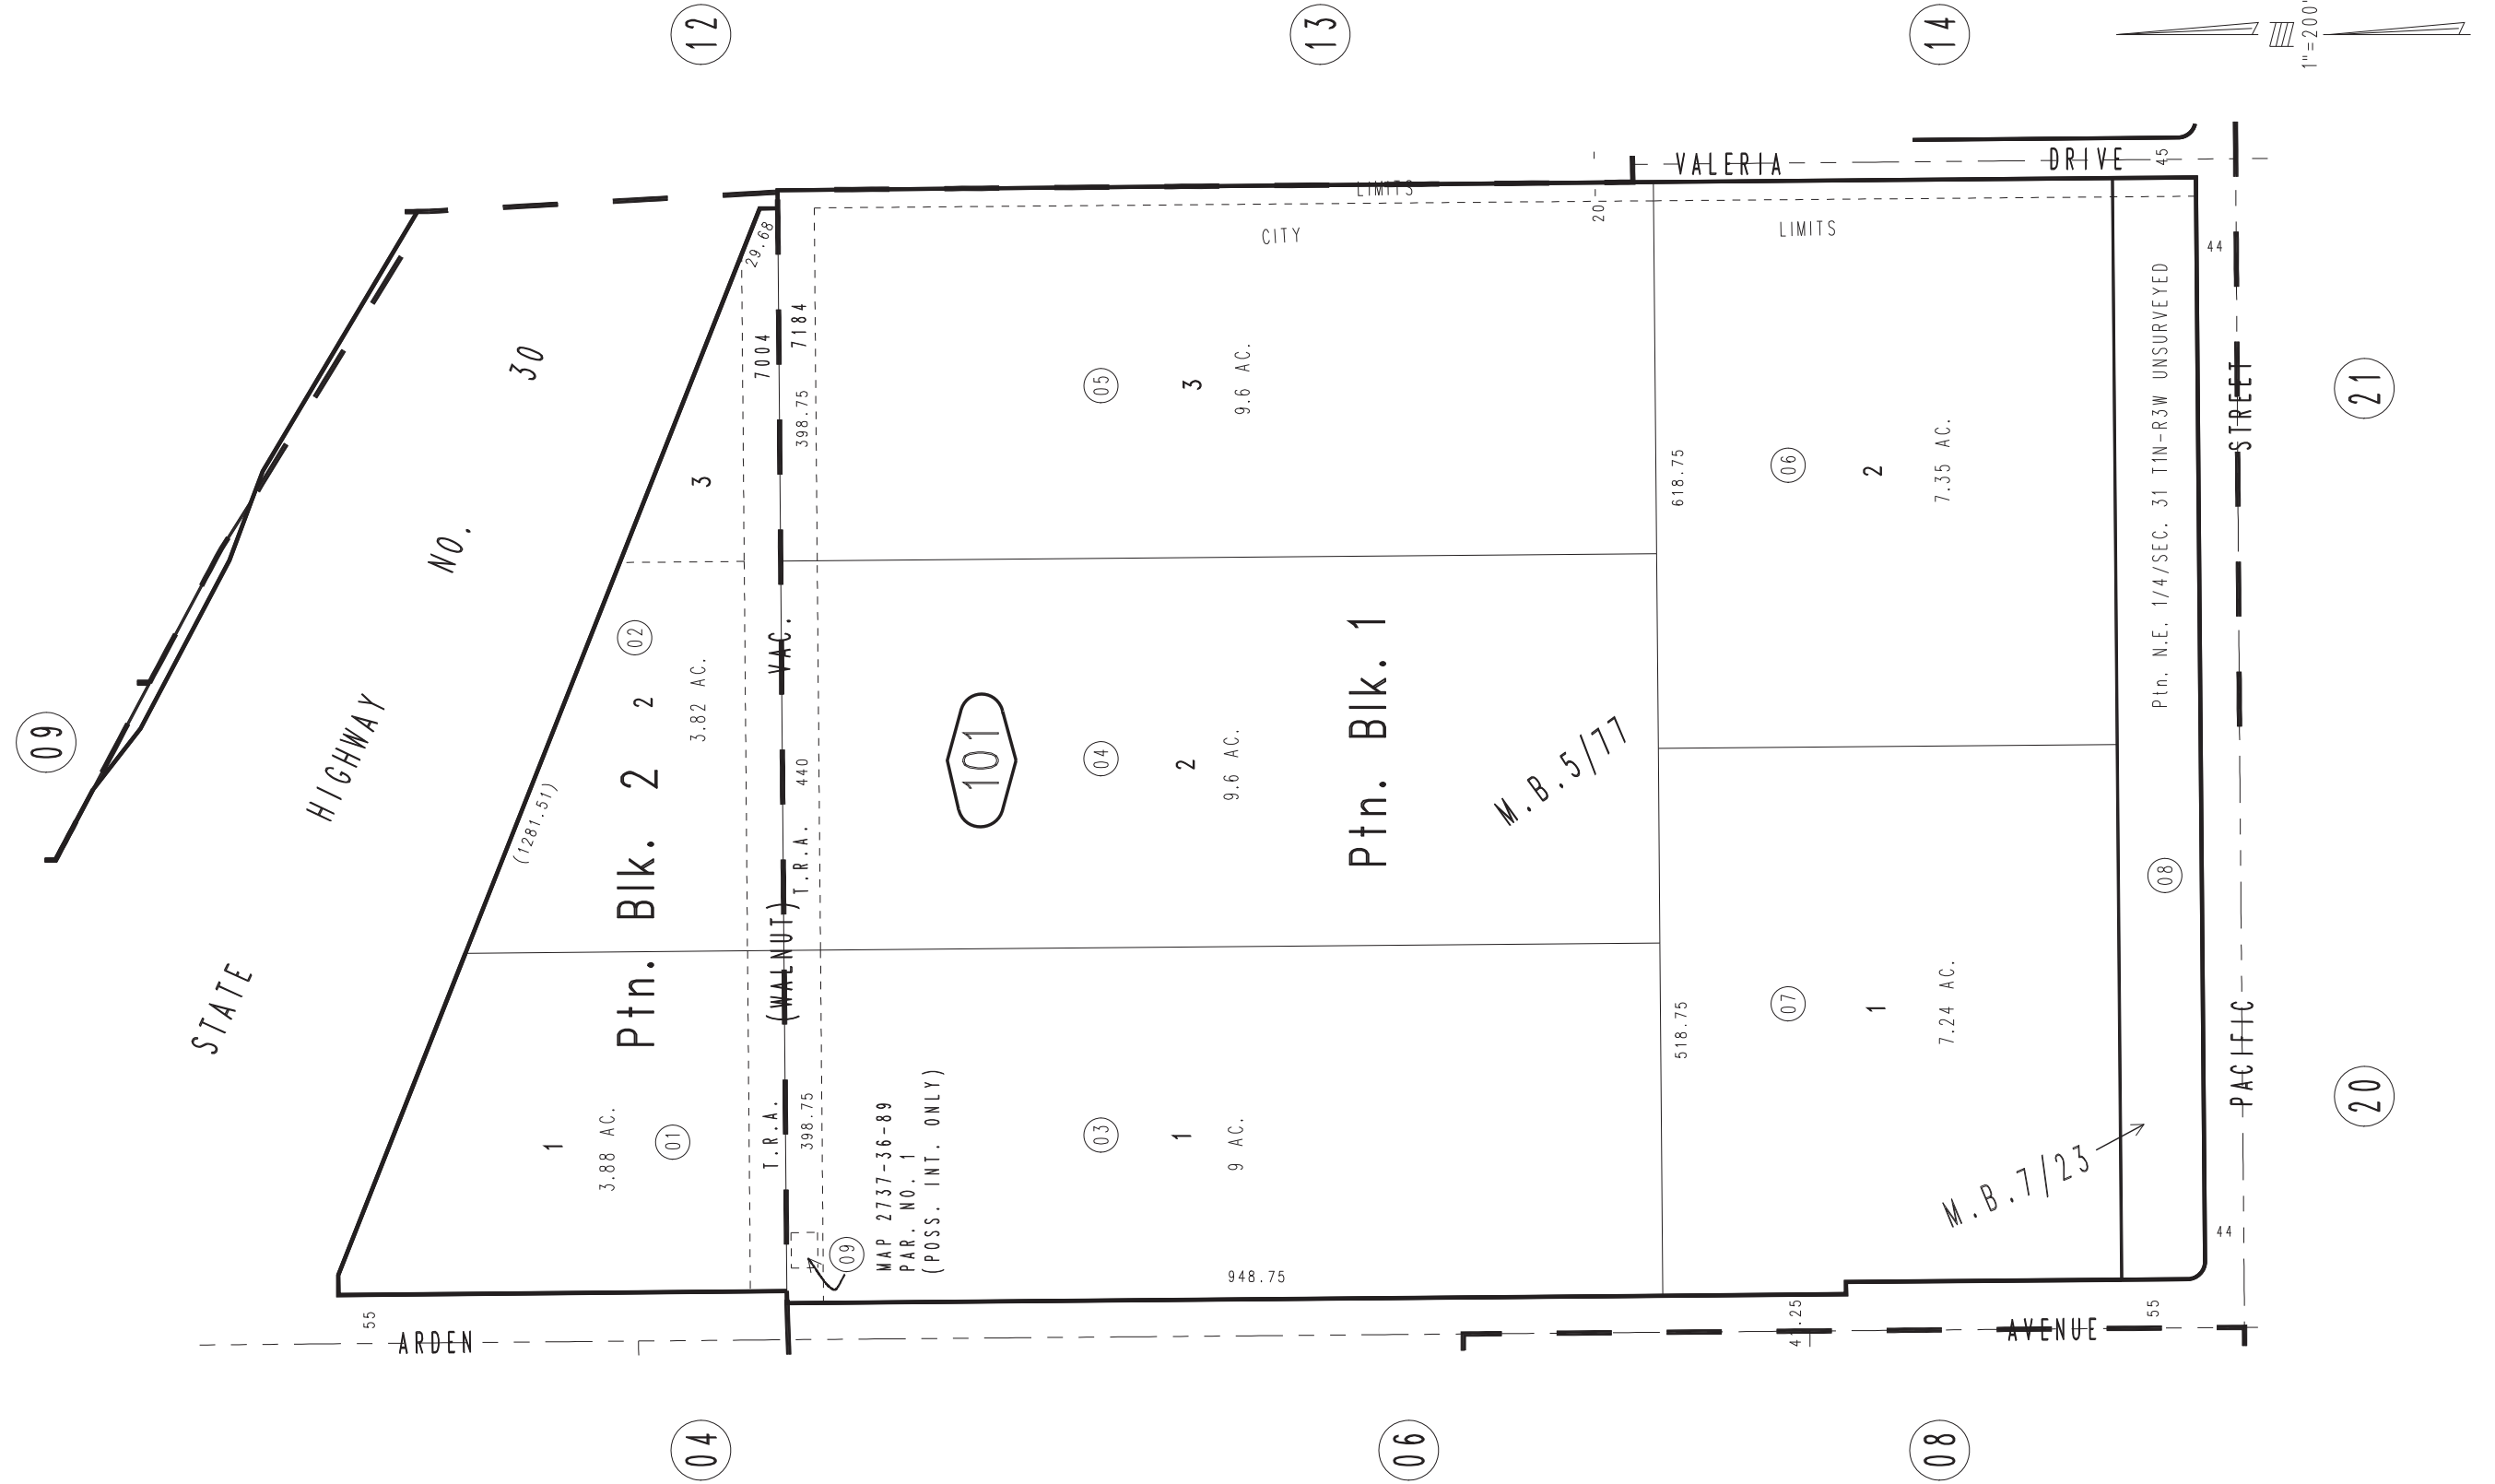 12
13
14
09
21
20
04
06
08
1"=200'
STATE HIGHWAY NO. 30
VALERIA DRIVE
45
LIMITS
CITY
LIMITS
20
29.68
7004
7184
398.75
3
(1281.51)
02
2
3.82 AC.
Ptn. Blk. 2
1
3.88 AC.
01
(WALNUT) VAC.
T.R.A.
T.R.A.
440
398.75
101
05
3
9.6 AC.
04
2
9.6 AC.
Ptn. Blk. 1
M.B.5/77
03
1
9 AC.
09
MAP 2737-36-89
PAR. NO. 1
(POSS. INT. ONLY)
948.75
618.75
06
2
7.35 AC.
518.75
07
1
7.24 AC.
Ptn. N.E. 1/4/SEC. 31 T1N-R3W UNSURVEYED
08
M.B.7/23
44
44
PACIFIC STREET
55
ARDEN AVENUE
55